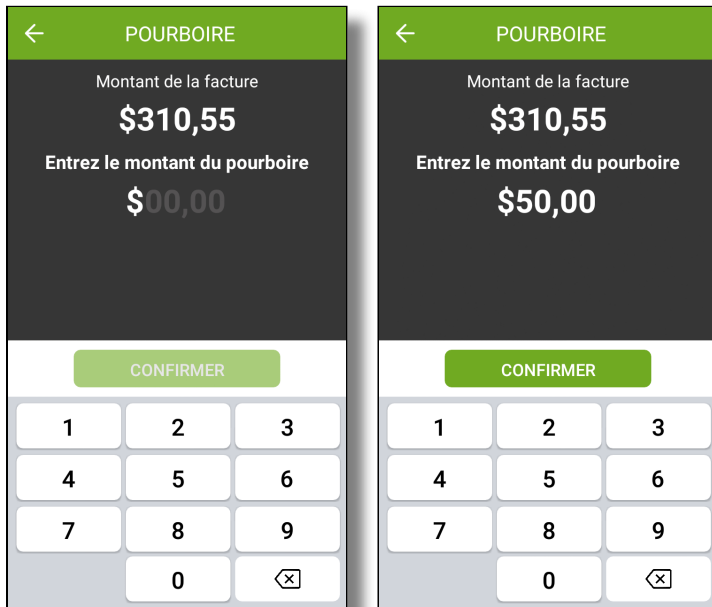 POURBOIRE
Montant de la facture
$310,55
Entrez le montant du pourboire
$00,00
CONFIRMER
1 2 3
4 5 6
7 8 9
0
POURBOIRE
Montant de la facture
$310,55
Entrez le montant du pourboire
$50,00
CONFIRMER
1 2 3
4 5 6
7 8 9
0